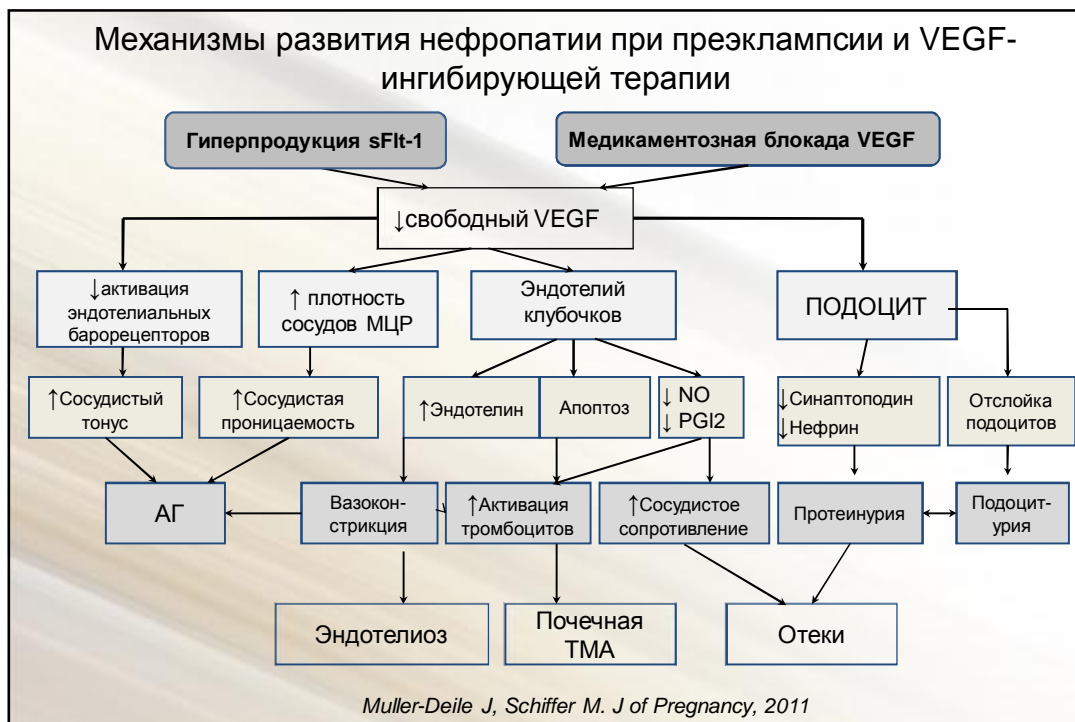 Механизмы развития нефропатии при преэклампсии и VEGF-
ингибирующей терапии
Гиперпродукция sFlt-1
Медикаментозная блокада VEGF
↓свободный VEGF
↓активация
эндотелиальных
барорецепторов
↑ плотность
сосудов МЦР
Эндотелий
клубочков
ПОДОЦИТ
↑Сосудистый
тонус
↑Сосудистая
проницаемость
↑Эндотелин
Апоптоз
↓ NO
↓ PGI2
↓Синаптоподин
↓Нефрин
Отслойка
подоцитов
АГ
Вазокон-
стрикция
↑Активация
тромбоцитов
↑Сосудистое
сопротивление
Протеинурия
Подоцит-
урия
Эндотелиоз
Почечная
ТМА
Отеки
Muller-Deile J, Schiffer M. J of Pregnancy, 2011